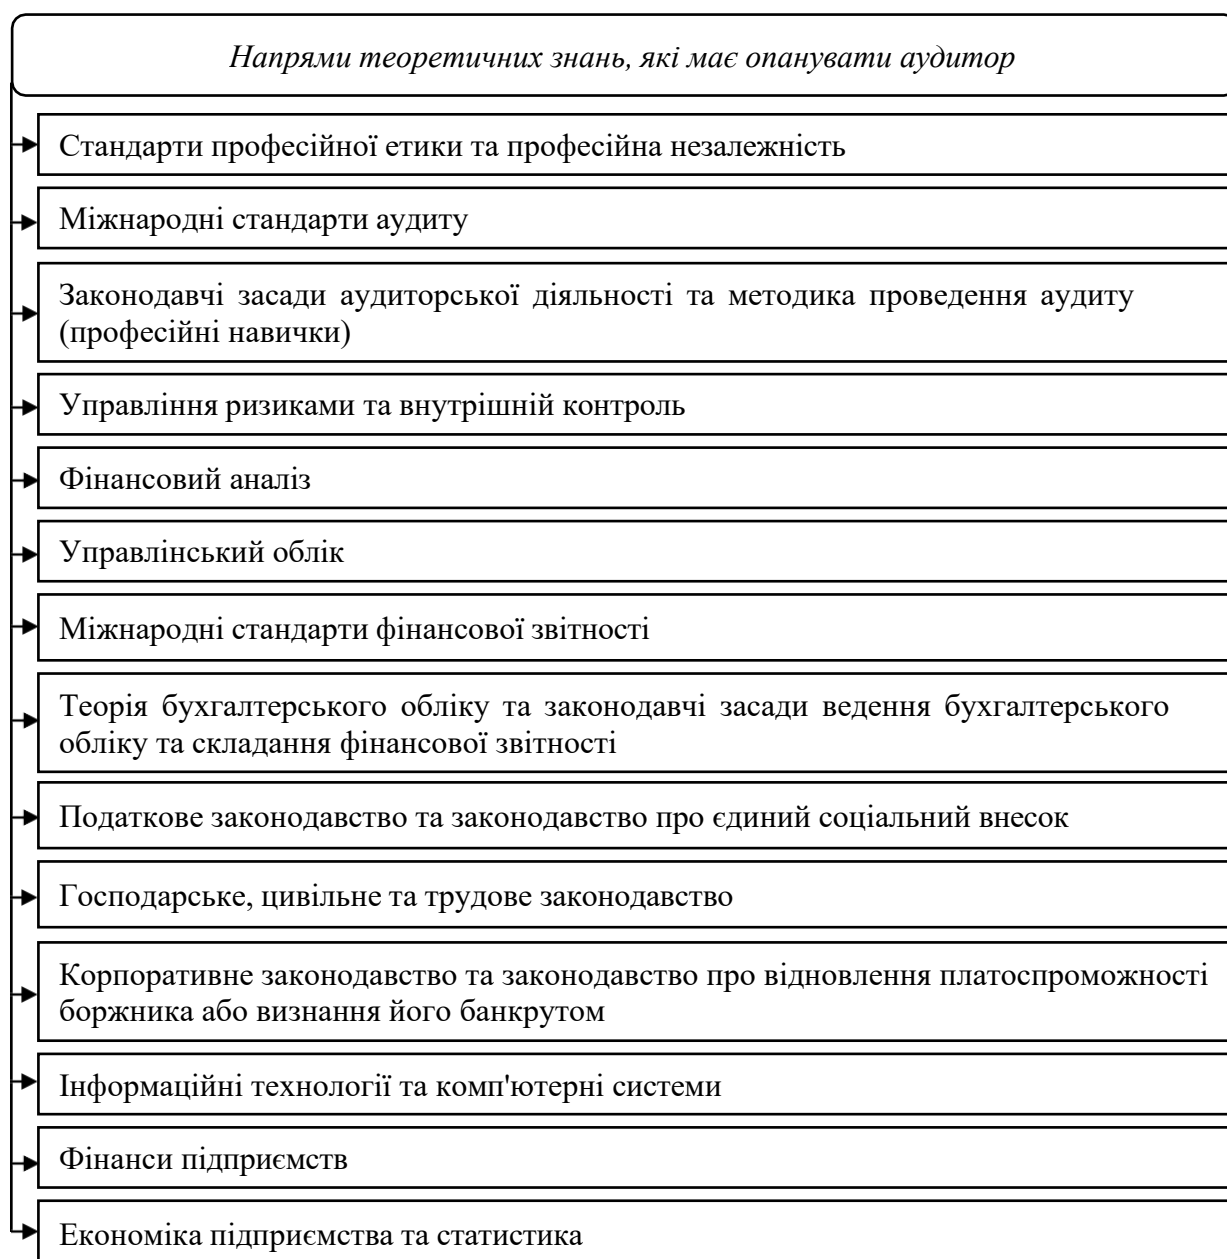 Напрями теоретичних знань, які має опанувати аудитор
Стандарти професійної етики та професійна незалежність
Міжнародні стандарти аудиту
Законодавчі засади аудиторської діяльності та методика проведення аудиту
(професійні навички)
Управління ризиками та внутрішній контроль
Фінансовий аналіз
Управлінський облік
Міжнародні стандарти фінансової звітності
Теорія бухгалтерського обліку та законодавчі засади ведення бухгалтерського
обліку та складання фінансової звітності
Податкове законодавство та законодавство про єдиний соціальний внесок
Господарське, цивільне та трудове законодавство
Корпоративне законодавство та законодавство про відновлення платоспроможності
боржника або визнання його банкрутом
Інформаційні технології та комп'ютерні системи
Фінанси підприємств
Економіка підприємства та статистика